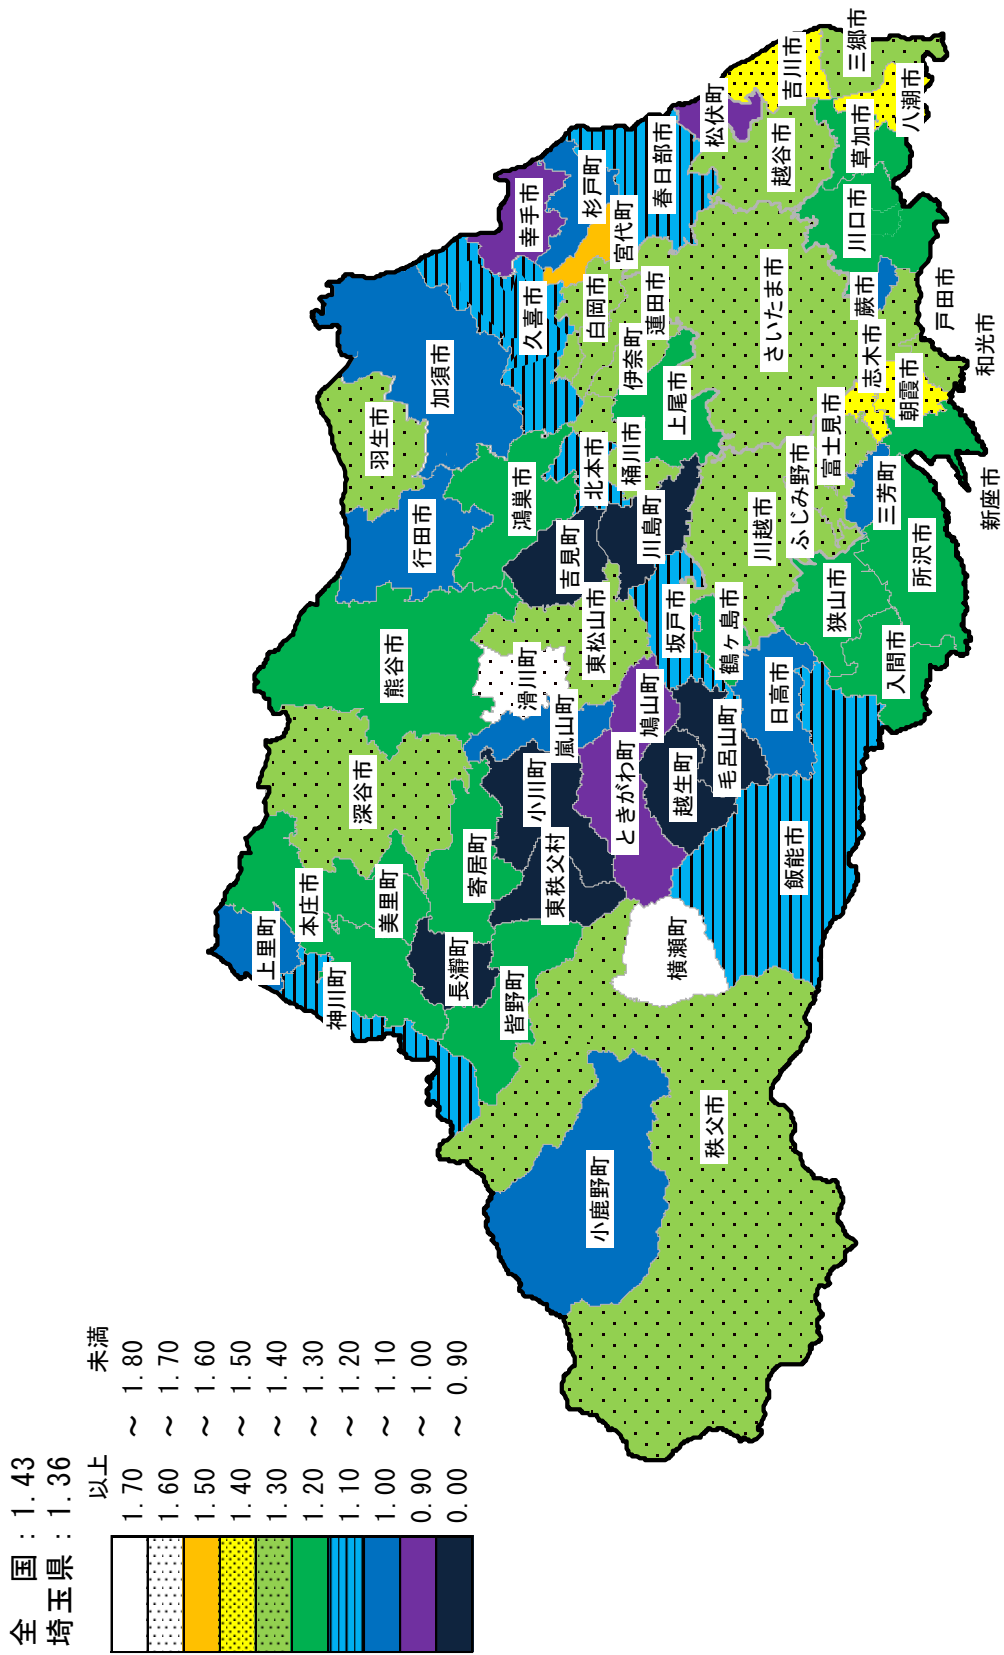 全　国：1.43
埼玉県：1.36
以上　未満
1.70 ～ 1.80
1.60 ～ 1.70
1.50 ～ 1.60
1.40 ～ 1.50
1.30 ～ 1.40
1.20 ～ 1.30
1.10 ～ 1.20
1.00 ～ 1.10
0.90 ～ 1.00
0.00 ～ 0.90
上里町
本庄市
神川町
美里町
深谷市
熊谷市
羽生市
行田市
加須市
長瀞町
寄居町
皆野町
小川町
東秩父村
滑川町
嵐山町
鴻巣市
久喜市
幸手市
杉戸町
吉見町
東松山市
北本市
桶川市
伊奈町
白岡市
宮代町
蓮田市
上尾市
春日部市
松伏町
小鹿野町
秩父市
横瀬町
ときがわ町
鳩山町
越生町
毛呂山町
坂戸市
川島町
鶴ヶ島市
日高市
飯能市
川越市
ふじみ野市
富士見市
さいたま市
越谷市
吉川市
三郷市
八潮市
草加市
川口市
蕨市
戸田市
志木市
朝霞市
和光市
新座市
三芳町
所沢市
狭山市
入間市